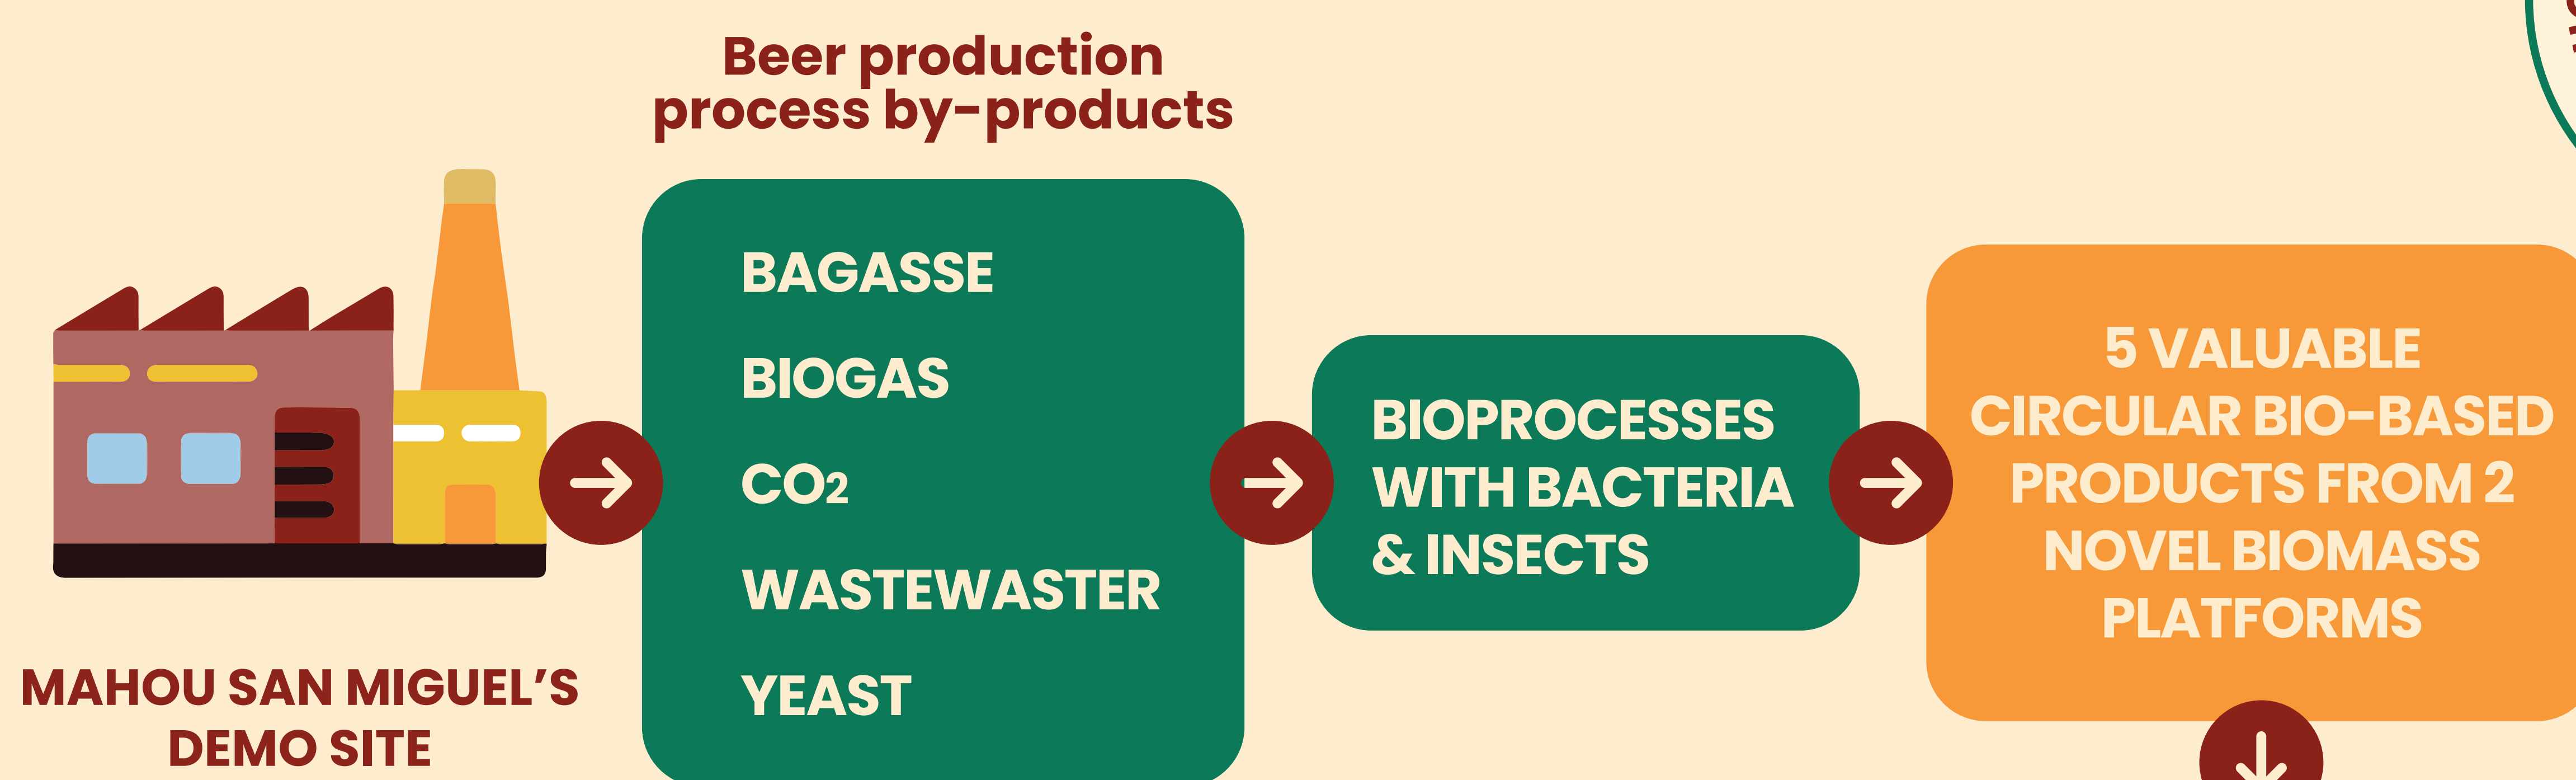 Beer production
process by-products
MAHOU SAN MIGUEL’S
DEMO SITE
BAGASSE
BIOGAS
CO2
WASTEWASTER
YEAST
BIOPROCESSES
WITH BACTERIA
& INSECTS
5 VALUABLE
CIRCULAR BIO-BASED
PRODUCTS FROM 2
NOVEL BIOMASS
PLATFORMS